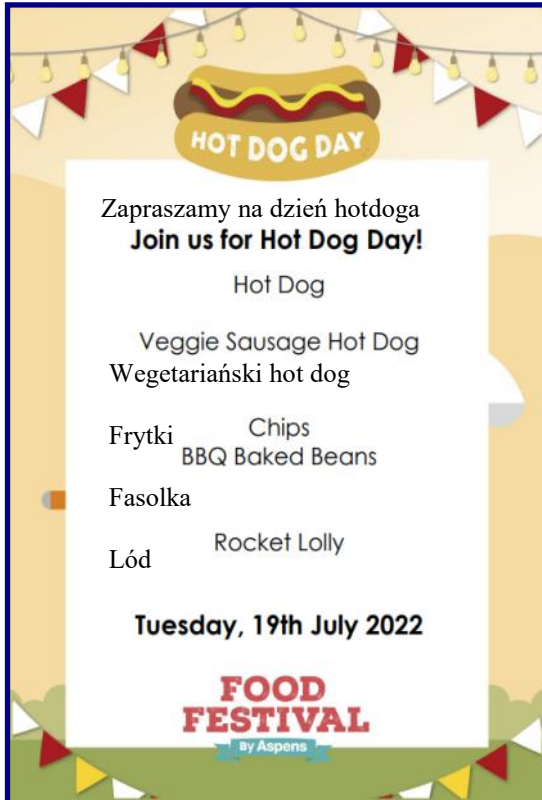 HOT DOG DAY
Zapraszamy na dzień hotdoga
Join us for Hot Dog Day!
Hot Dog
Veggie Sausage Hot Dog
Wegetariański hot dog
Frytki Chips
BBQ Baked Beans
Fasolka
Rocket Lolly
Lód
Tuesday, 19th July 2022
FOOD
FESTIVAL
By Aspens